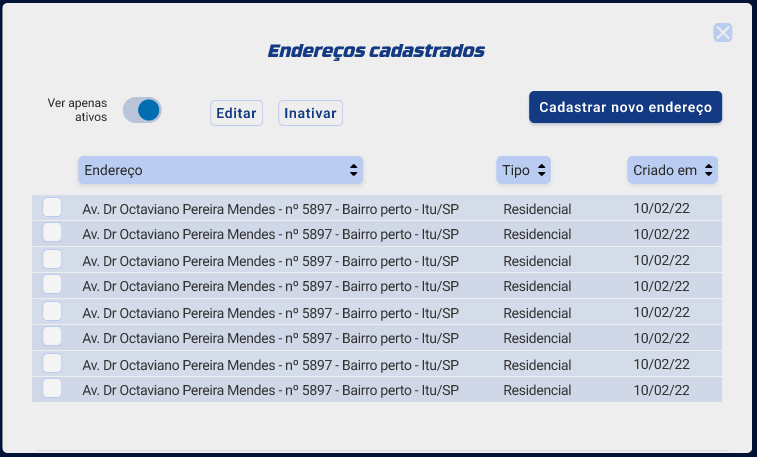 Endereços cadastrados
Ver apenas
ativos
Editar
Inativar
Cadastrar novo endereço
Endereço Tipo Criado em
Av. Dr Octaviano Pereira Mendes - nº 5897 - Bairro perto - Itu/SP Residencial 10/02/22
Av. Dr Octaviano Pereira Mendes - nº 5897 - Bairro perto - Itu/SP Residencial 10/02/22
Av. Dr Octaviano Pereira Mendes - nº 5897 - Bairro perto - Itu/SP Residencial 10/02/22
Av. Dr Octaviano Pereira Mendes - nº 5897 - Bairro perto - Itu/SP Residencial 10/02/22
Av. Dr Octaviano Pereira Mendes - nº 5897 - Bairro perto - Itu/SP Residencial 10/02/22
Av. Dr Octaviano Pereira Mendes - nº 5897 - Bairro perto - Itu/SP Residencial 10/02/22
Av. Dr Octaviano Pereira Mendes - nº 5897 - Bairro perto - Itu/SP Residencial 10/02/22
Av. Dr Octaviano Pereira Mendes - nº 5897 - Bairro perto - Itu/SP Residencial 10/02/22